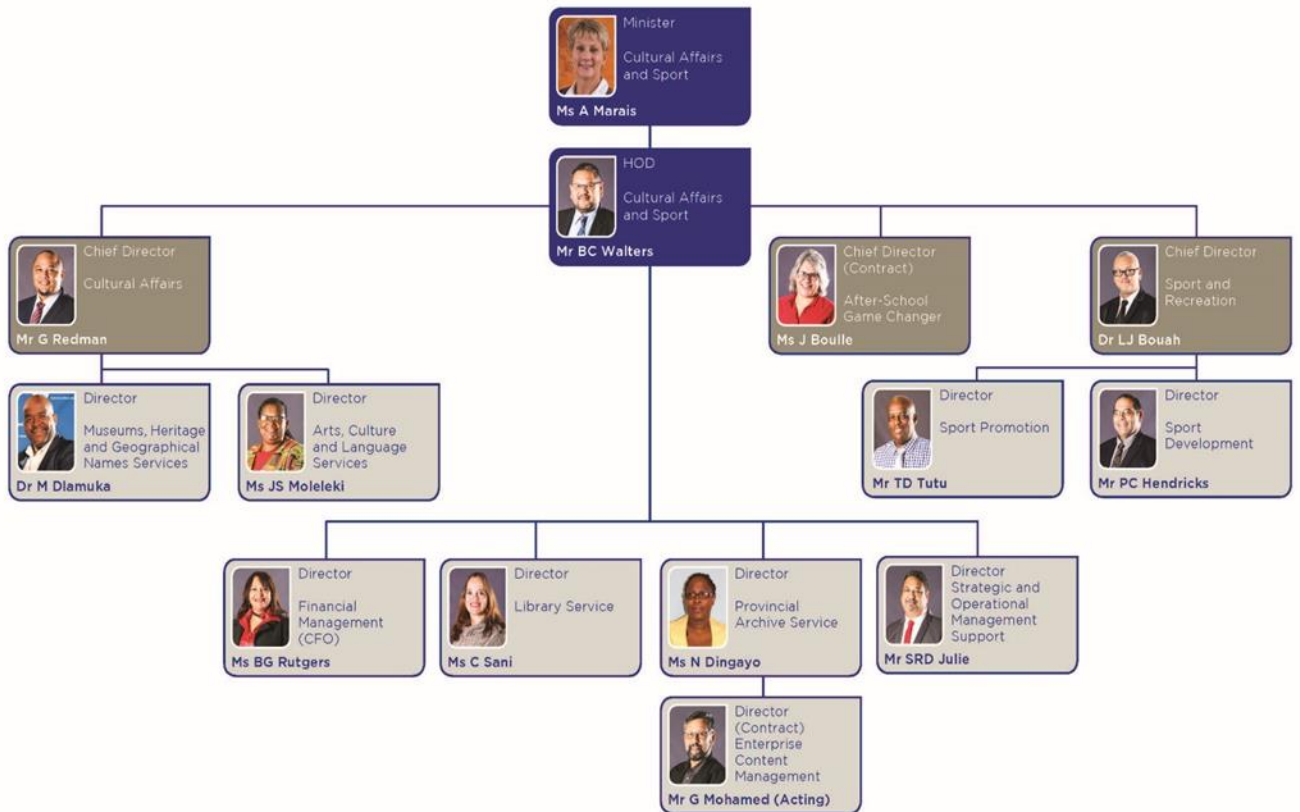 Minister
Cultural Affairs
and Sport
Ms A Marais
HOD
Cultural Affairs
and Sport
Mr BC Walters
Chief Director
Cultural Affairs
Mr G Redman
Chief Director
(Contract)
After-School
Game Changer
Ms J Boulle
Chief Director
Sport and
Recreation
Dr LJ Bouah
Director
Museums, Heritage
and Geographical
Names Services
Dr M Dlamuka
Director
Arts, Culture
and Language
Services
Ms JS Moleleki
Director
Sport Promotion
Mr TD Tutu
Director
Sport
Development
Mr PC Hendricks
Director
Financial
Management
(CFO)
Ms BG Rutgers
Director
Library Service
Ms C Sani
Director
Provincial
Archive Service
Ms N Dingayo
Director
Strategic and
Operational
Management
Support
Mr SRD Julie
Director
(Contract)
Enterprise
Content
Management
Mr G Mohamed (Acting)